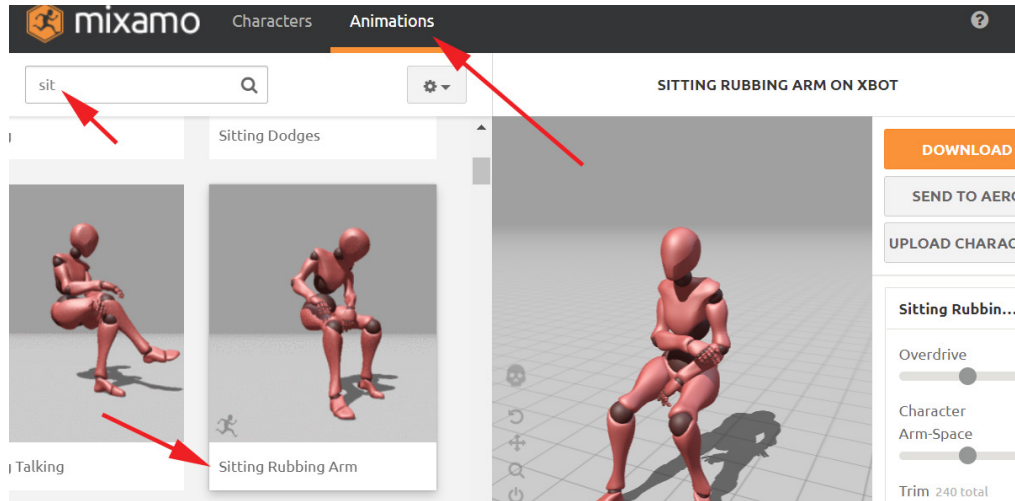 mixamo Characters Animations ?
sit
SITTING RUBBING ARM ON XBOT
Sitting Dodges
DOWNLOAD
SEND TO AERO
UPLOAD CHARAC
Sitting Rubbin...
Overdrive
Character
Arm-Space
Talking
Sitting Rubbing Arm
Trim 240 total